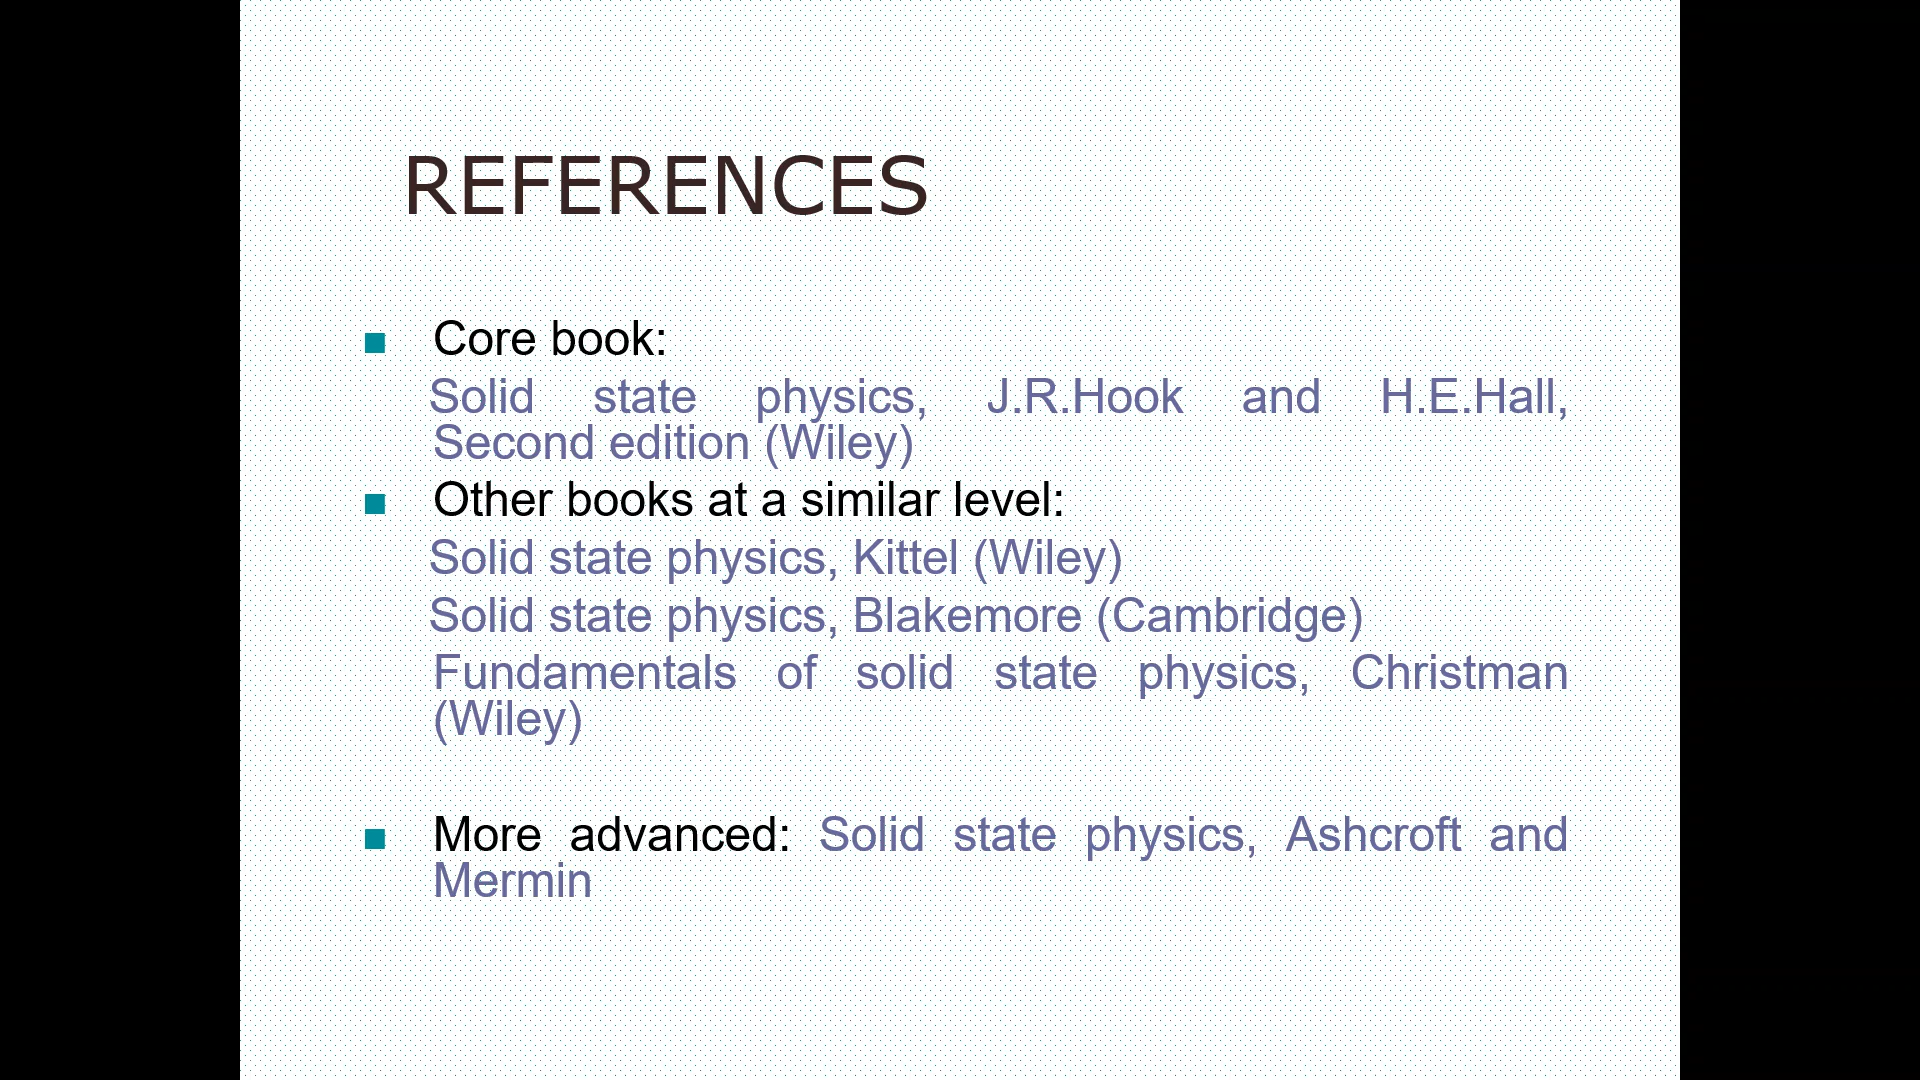 REFERENCES
Core book:
Solid state physics, J.R.Hook and H.E.Hall,
Second edition (Wiley)
Other books at a similar level:
Solid state physics, Kittel (Wiley)
Solid state physics, Blakemore (Cambridge)
Fundamentals of solid state physics, Christman
(Wiley)
More advanced: Solid state physics, Ashcroft and
Mermin